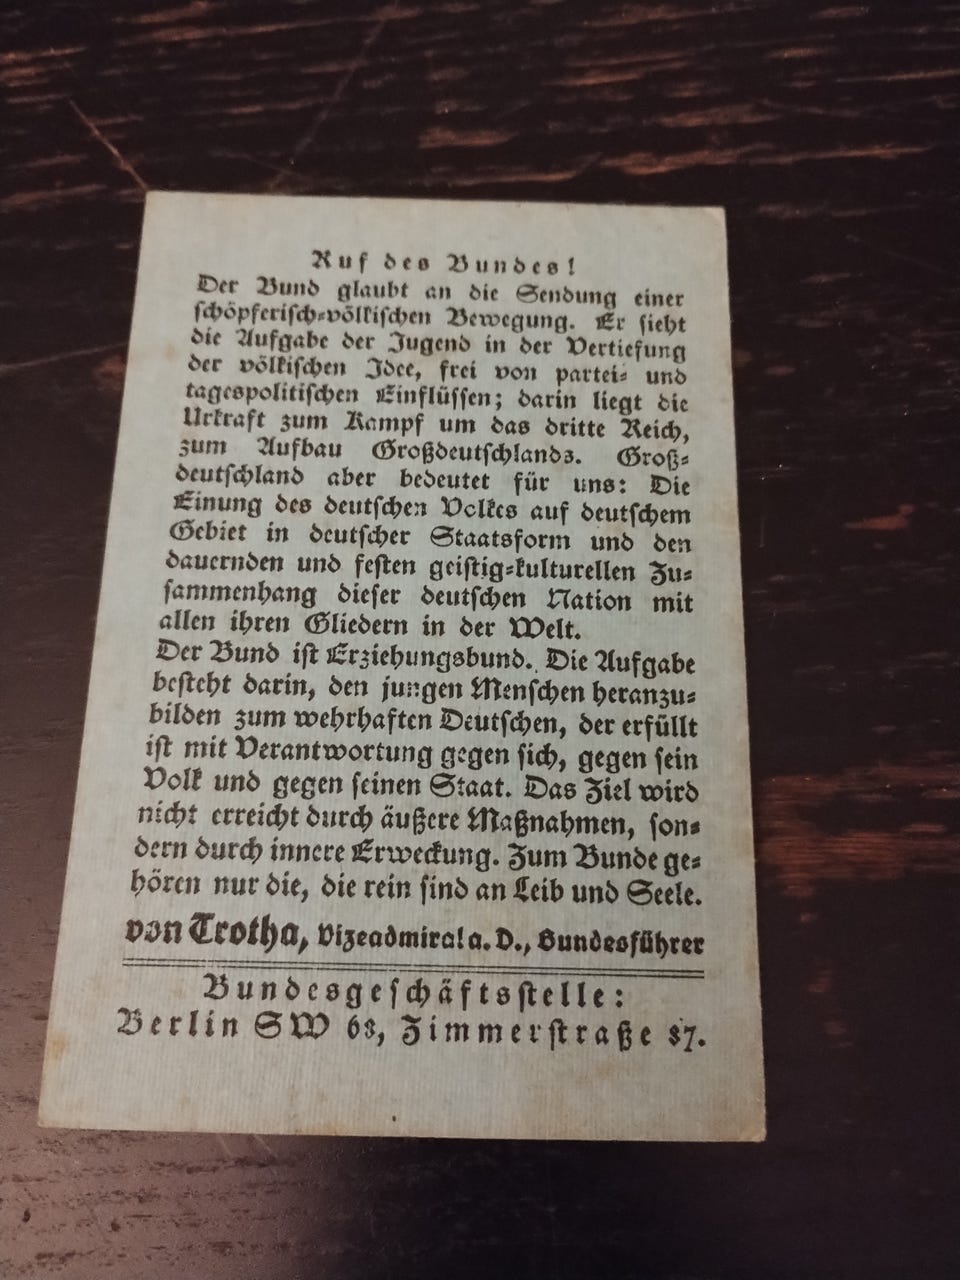 Ruf des Bundes!
Der Bund glaubt an die Sendung einer
schöpferisch-völkischen Bewegung. Er sieht
die Aufgabe der Jugend in der Vertiefung
der völkischen Idee, frei von partei- und
tagespolitischen Einflüssen; darin liegt die
Urkraft zum Kampf um das dritte Reich,
zum Aufbau Großdeutschlands. Groß-
deutschland aber bedeutet für uns: Die
Einung des deutschen Volkes auf deutschem
Gebiet in deutscher Staatsform und den
dauernden und festen geistig-kulturellen Zu-
sammenhang dieser deutschen Nation mit
allen ihren Gliedern in der Welt.
Der Bund ist Erziehungsbund. Die Aufgabe
besteht darin, den jungen Menschen heranzu-
bilden zum wehrhaften Deutschen, der erfüllt
ist mit Verantwortung gegen sich, gegen sein
Volk und gegen seinen Staat. Das Ziel wird
nicht erreicht durch äußere Maßnahmen, son-
dern durch innere Erweckung. Zum Bunde ge-
hören nur die, die rein sind an Leib und Seele.
von Trotha, Vizeadmiral a. D., Bundesführer
Bundesgeschäftsstelle:
Berlin SW 68, Zimmerstraße 87.